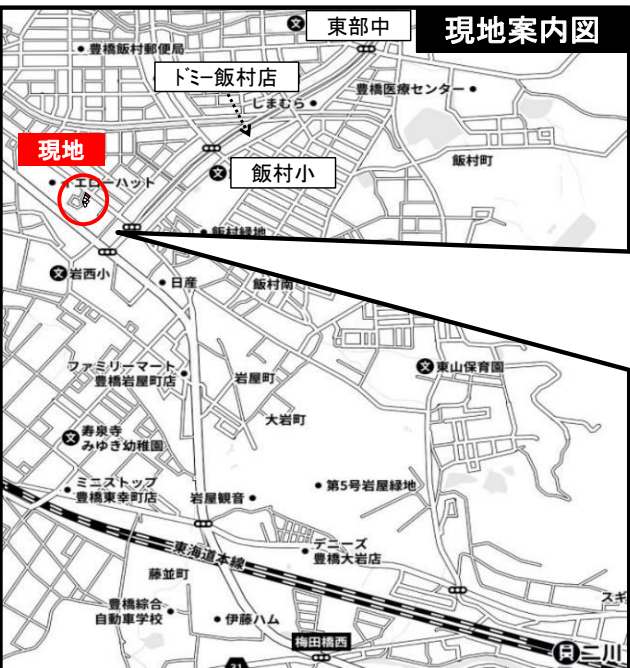 現地案内図
東部中
文
豊橋飯村郵便局
ドミー飯村店
しまむら
豊橋医療センター
飯村町
現地
イエローハット
文
飯村小
飯村緑地
文
岩西小
日産
飯村南
ファミリーマート
豊橋岩屋町店
岩屋町
文
東山保育園
大岩町
文
寿泉寺
みゆき幼稚園
ミニストップ
豊橋東幸町店
岩屋観音
第5号岩屋緑地
東海道本線
デニーズ
豊橋大岩店
藤並町
豊橋綜合
自動車学校
伊藤ハム
スギ
梅田橋西
31
二川